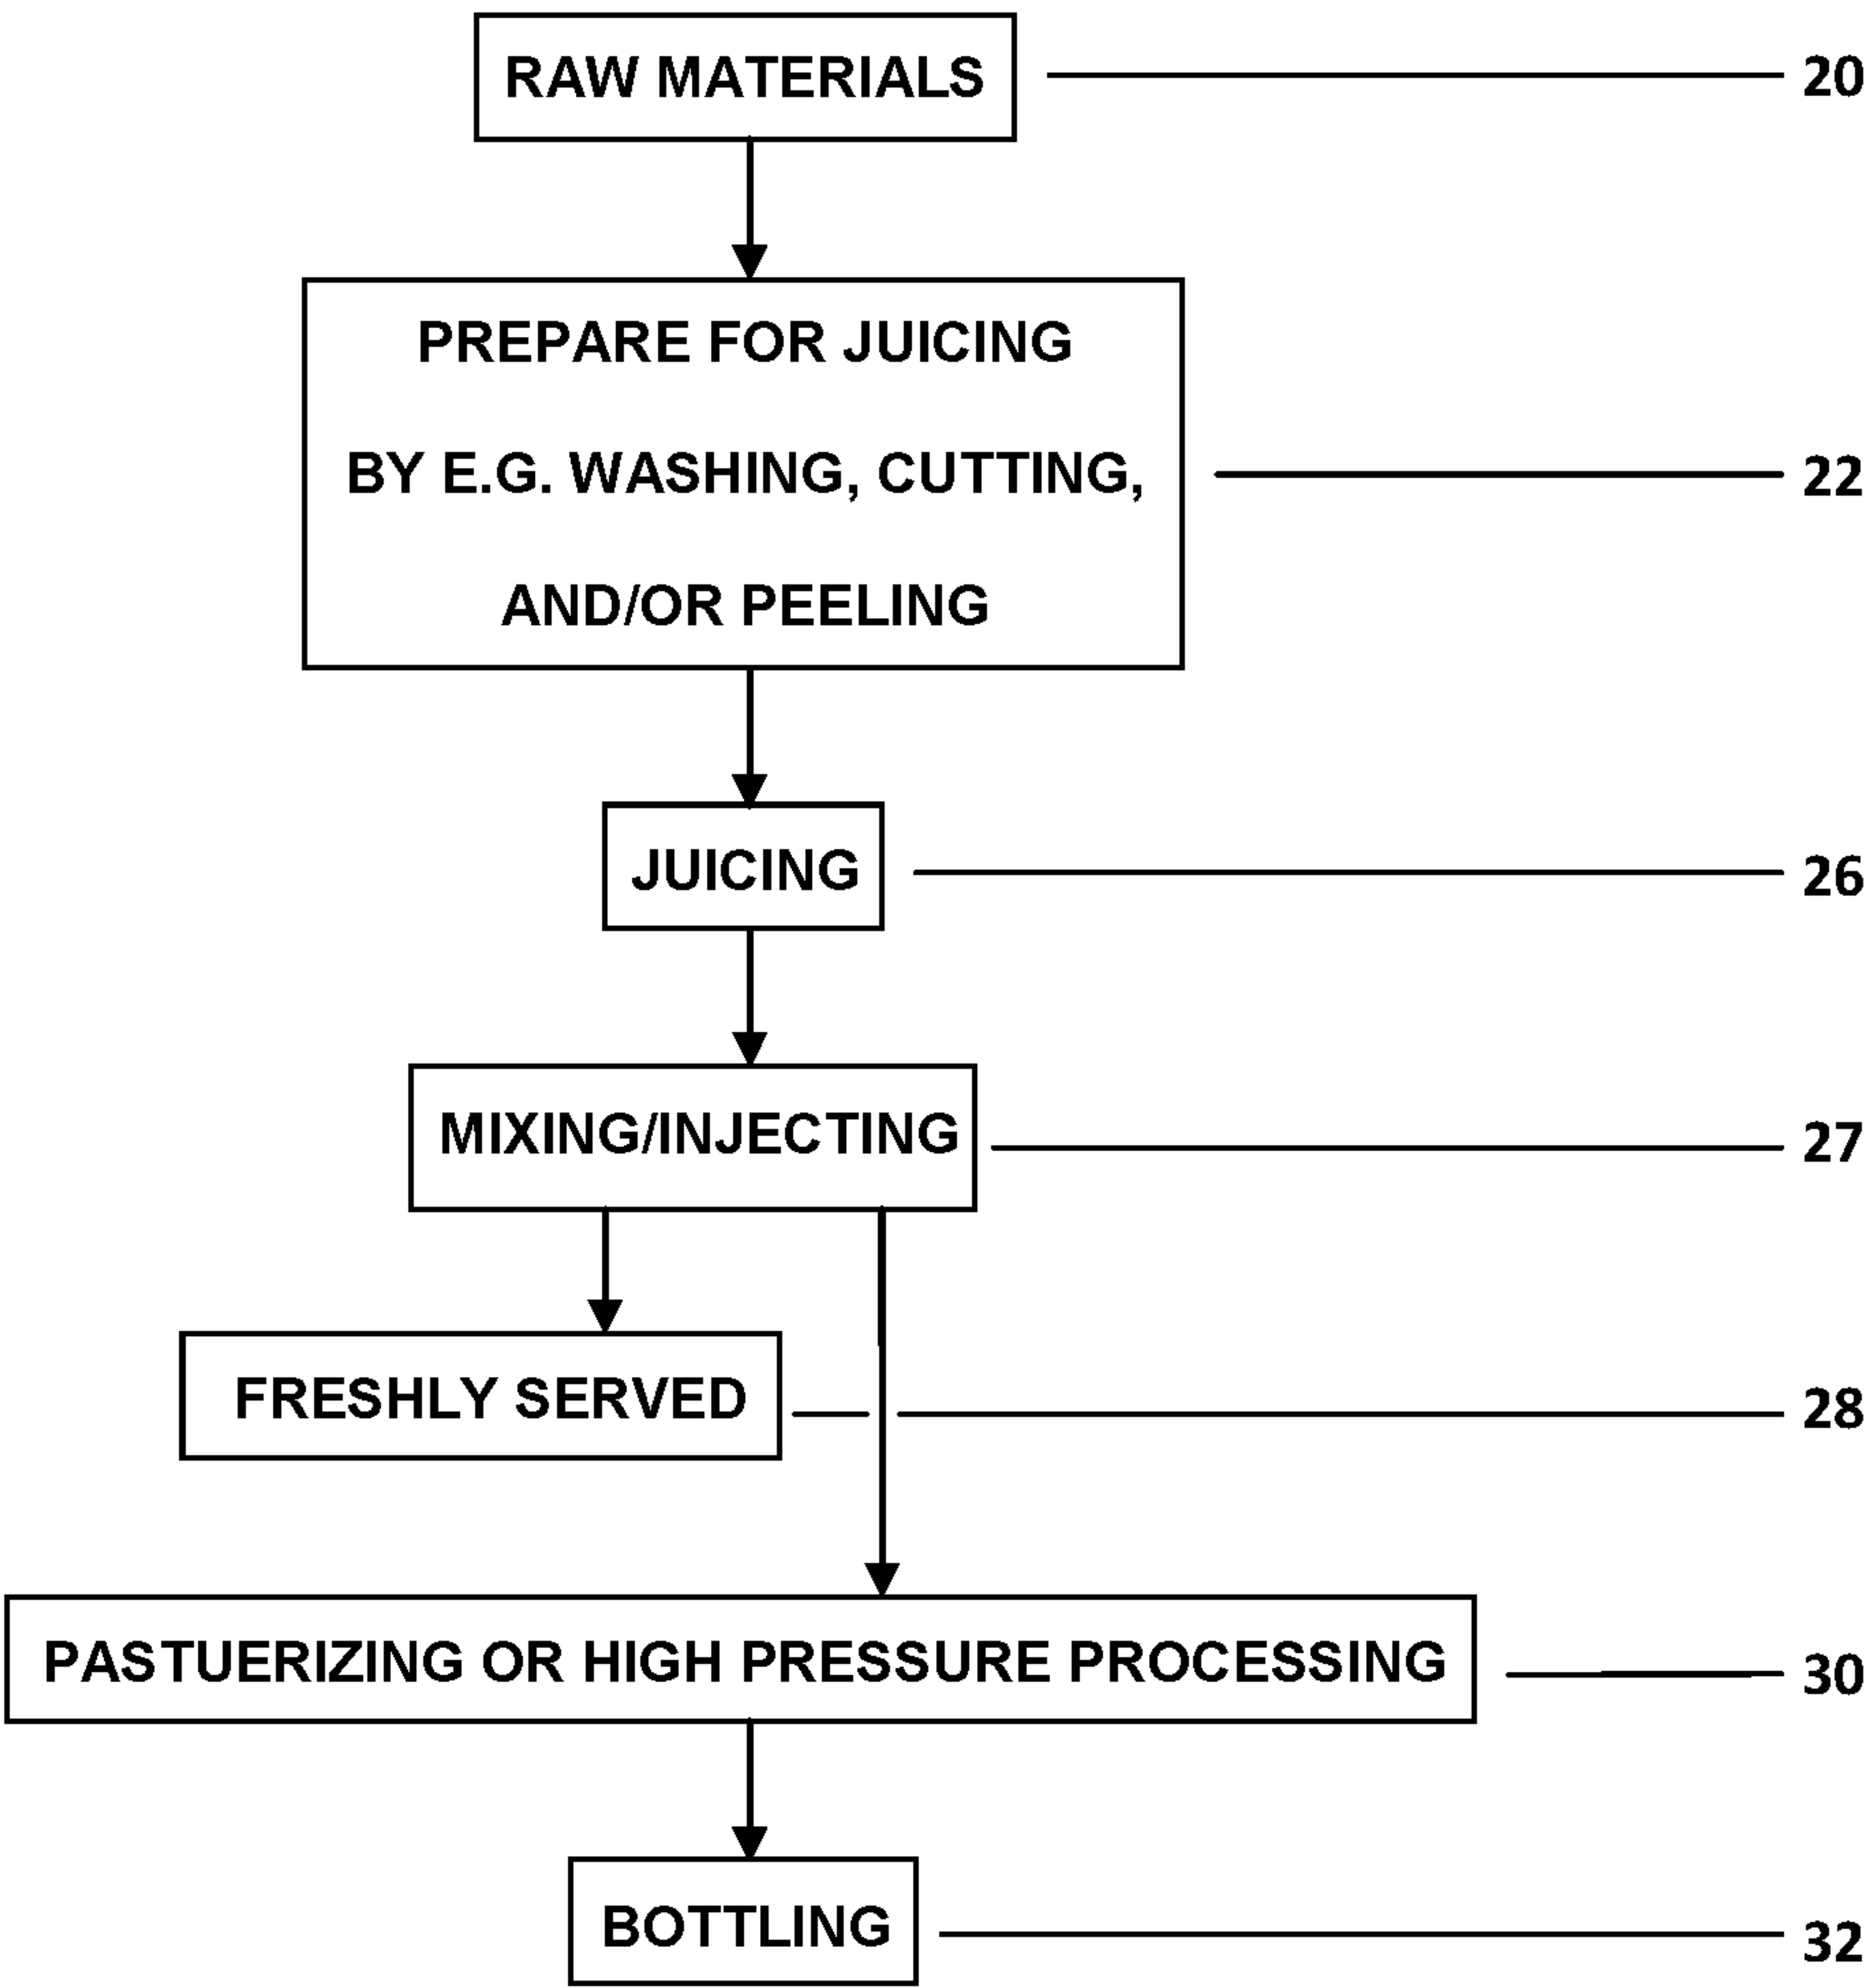 RAW MATERIALS
20
PREPARE FOR JUICING
BY E.G. WASHING, CUTTING,
22
AND/OR PEELING
JUICING
26
MIXING/INJECTING
27
FRESHLY SERVED
28
PASTUERIZING OR HIGH PRESSURE PROCESSING
30
BOTTLING
32